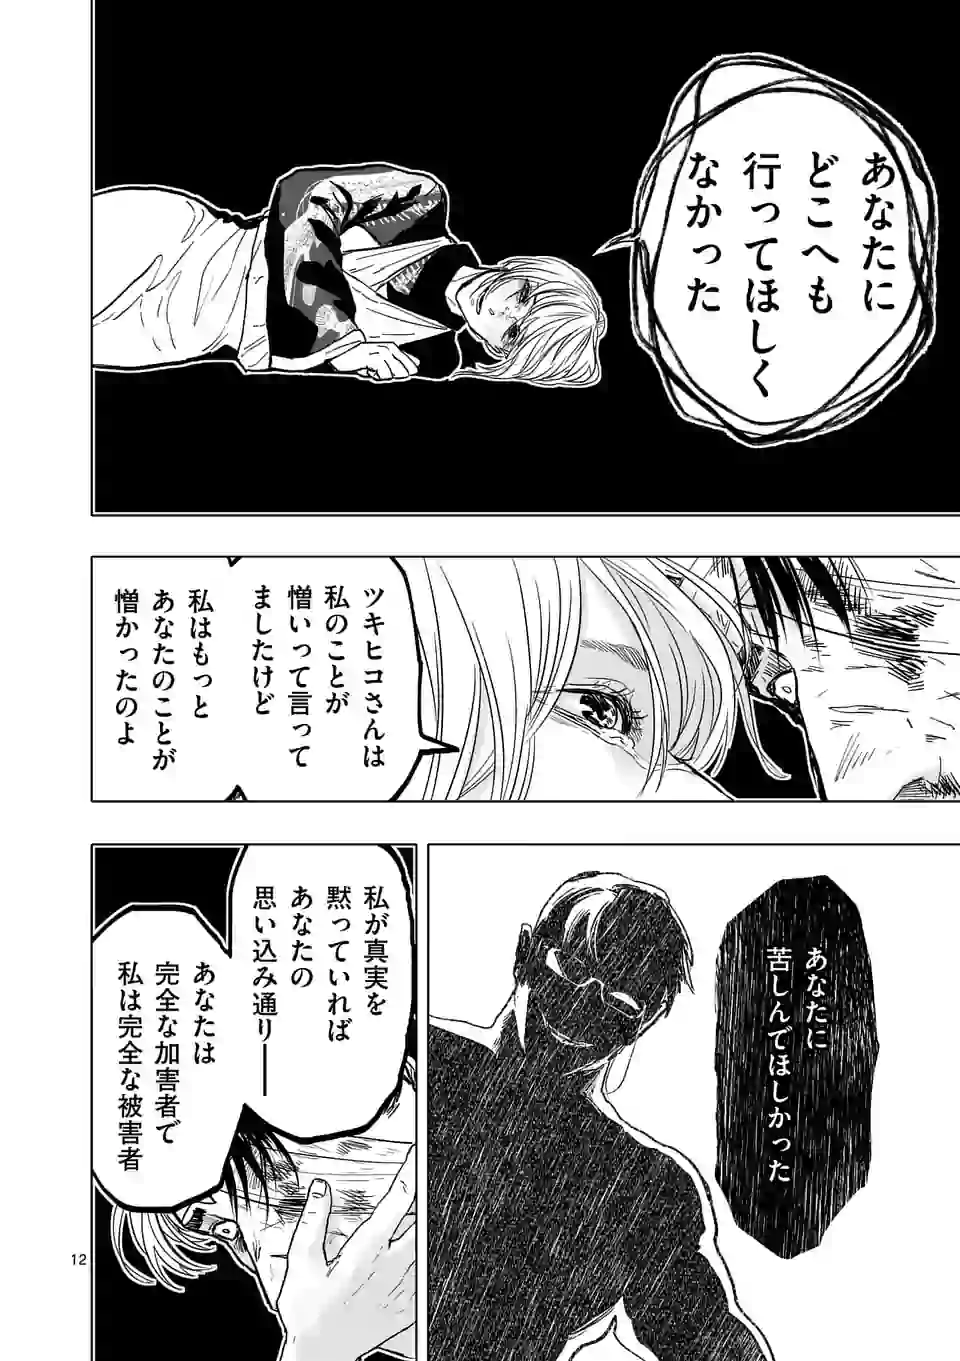 あなたに
どこへも
行ってほしく
なかった
ツキヒコさんは
私のことが
憎いって言って
ましたけど
私はもっと
あなたのことが
憎かったのよ
あなたに
苦しんでほしかった
私が真実を
黙っていれば
あなたの
思い込み通り──
あなたは
完全な加害者で
私は完全な被害者
12